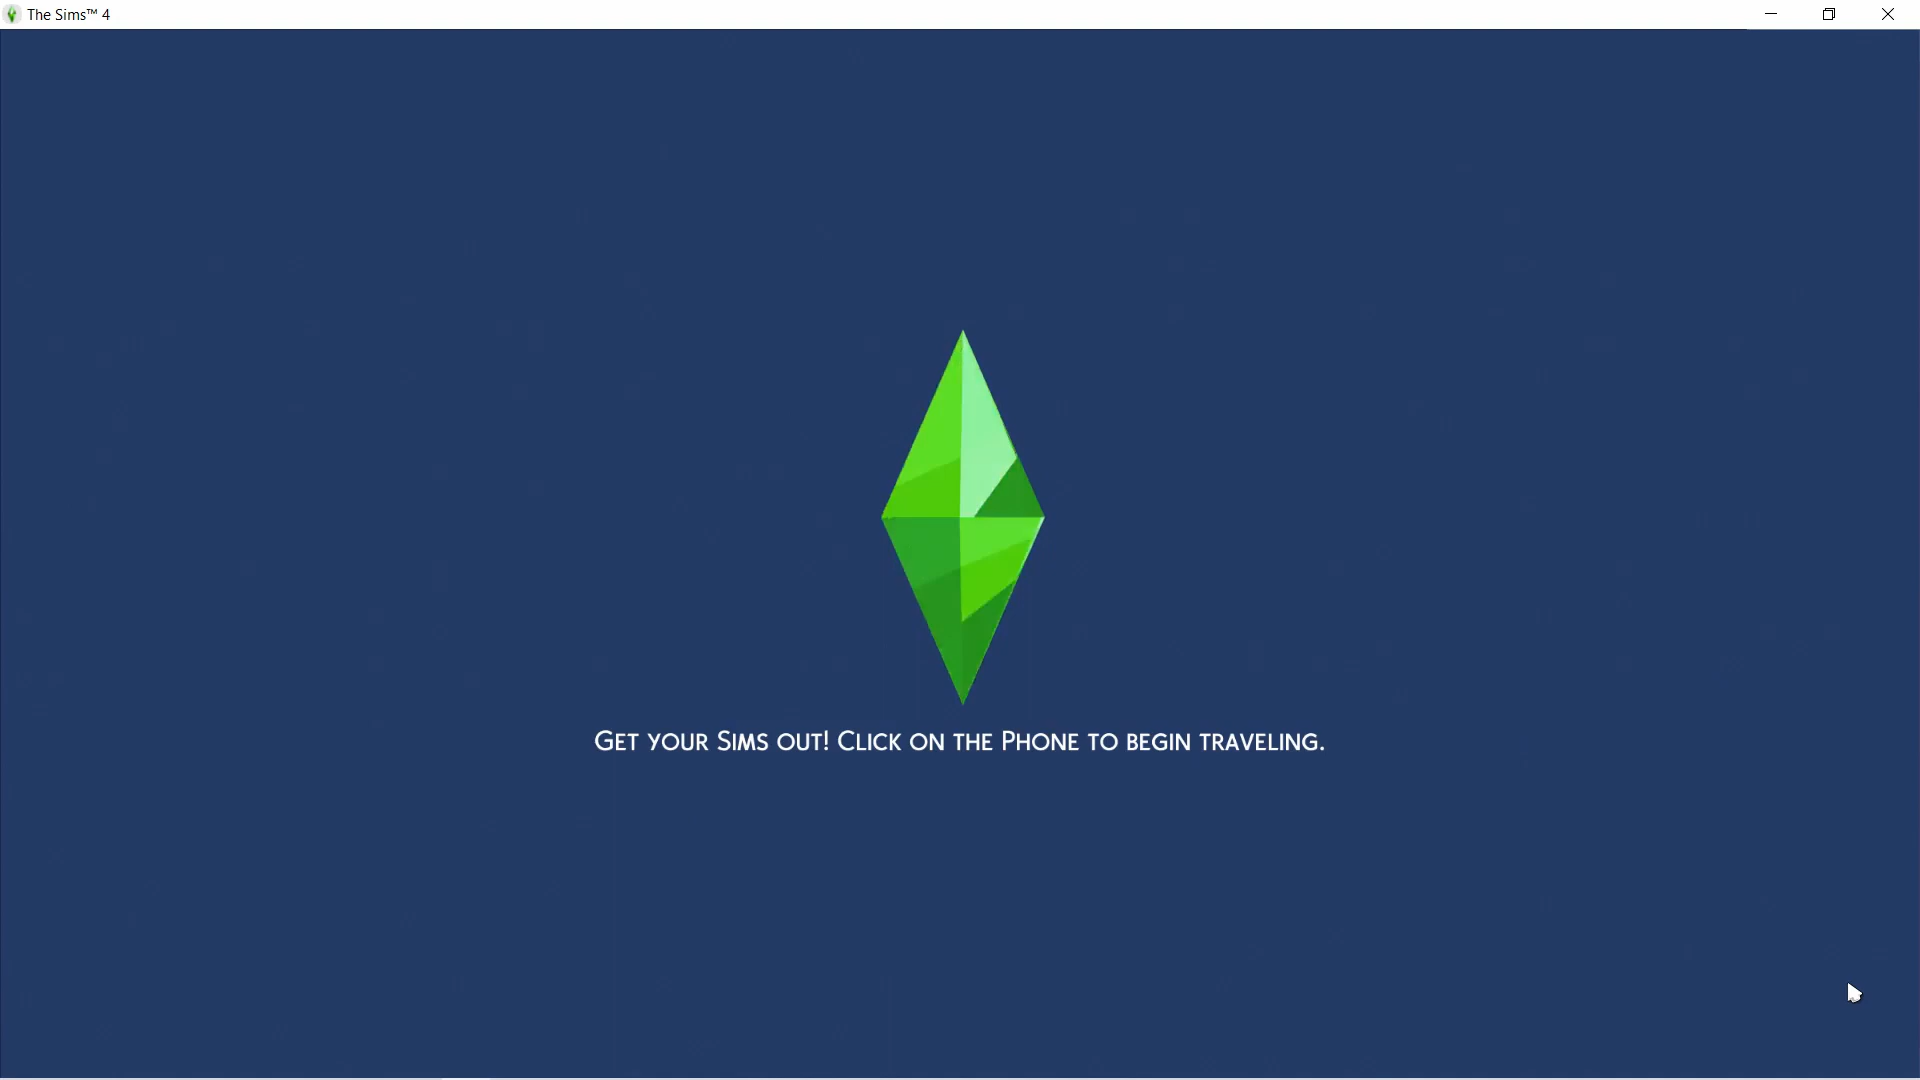 The Sims™ 4
Get your Sims out! Click on the Phone to begin traveling.